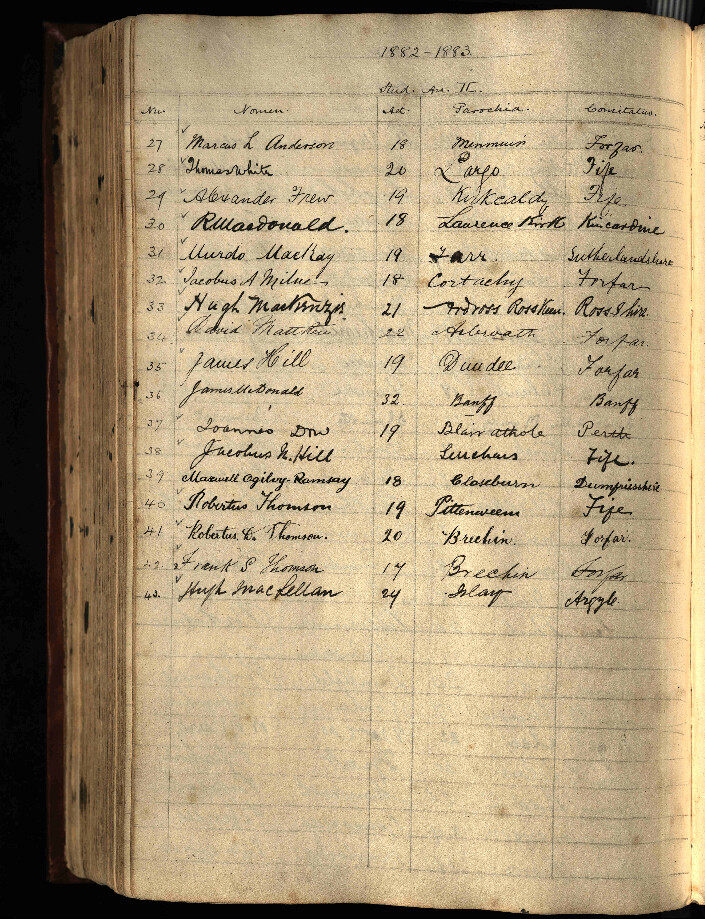 1882-1883
Stud. An. II.
No. Nomen. Aet. Parochia. Comitatus.
27 Marcus L Anderson 18 Menmuir Forfar.
28 Thomas White 20 Largo Fife
29 Alexander Frew 19 Kirkcaldy Fife
30 R Macdonald. 18 Laurence Kirk Kincardine
31 Murdo MacKay 19 Farr. Sutherlandshire
32 Jacobus A Milne 18 Cortachy Forfar
33 Hugh MacKenzie 21 Ardross Rosskeen. Ross Shire
34 David Matthew 22 Arbroath Forfar.
35 James Hill 19 Dundee Forfar
36 James McDonald 32. Banff Banff
37 Ioannes Dow 19 Blair athole Perth
38 Jacobus N. Hill Leuchars Fife.
39 Maxwell Ogilvy-Ramsay 18 Closeburn Dumfriesshire
40 Robertus Thomson 19 Pittenweem Fife
41 Robertus D. Thomson. 20 Brechin. Forfar.
42 Frank S Thomson 17 Brechin Forfar
43. Hugh MacLellan 24 Islay Argyle.